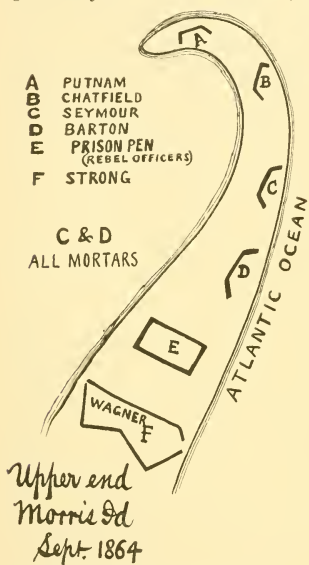 A PUTNAM
B CHATFIELD
C SEYMOUR
D BARTON
E PRISON PEN
(REBEL OFFICERS)
F STRONG
C & D
ALL MORTARS
A
B
C
D
E
WAGNER
F
ATLANTIC OCEAN
Upper end
Morris Id
Sept. 1864